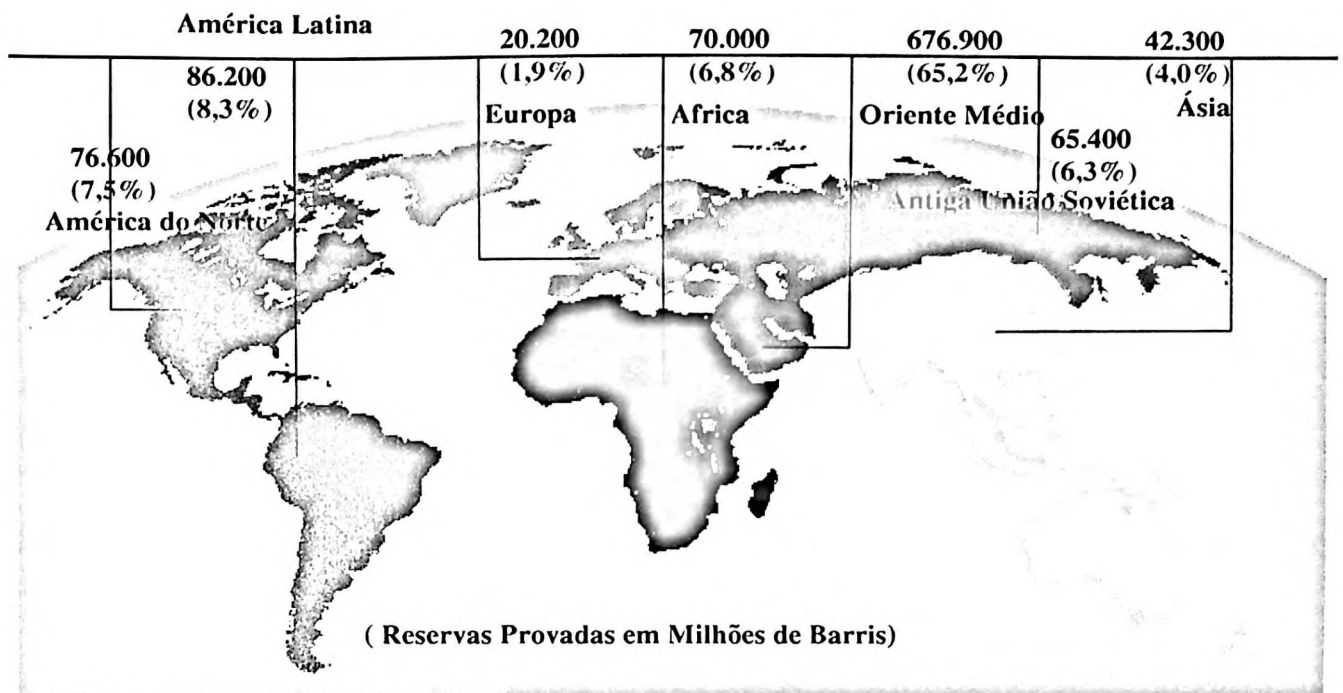 América Latina
86.200
(8,3%)
76.600
(7,5%)
América do Norte
20.200
(1,9%)
Europa
70.000
(6,8%)
Africa
676.900
(65,2%)
Oriente Médio
42.300
(4,0%)
Ásia
65.400
(6,3%)
Antiga União Soviética
( Reservas Provadas em Milhões de Barris)